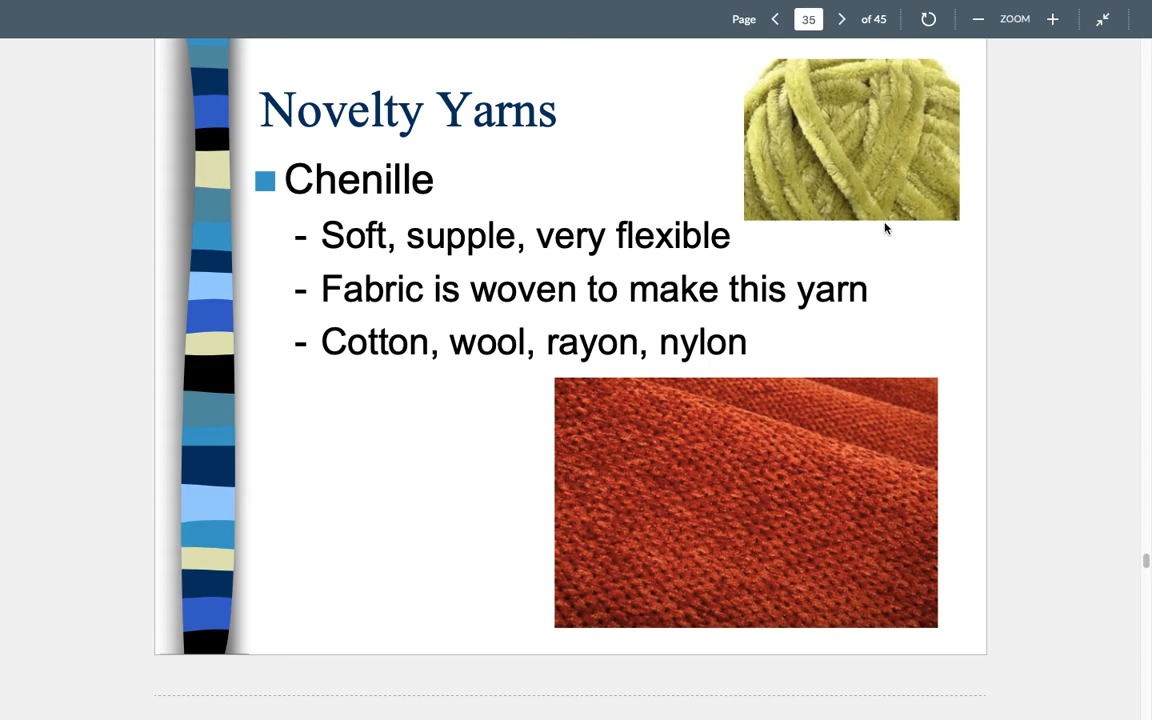 Page 35 of 45 ZOOM
Novelty Yarns
Chenille
- Soft, supple, very flexible
- Fabric is woven to make this yarn
- Cotton, wool, rayon, nylon